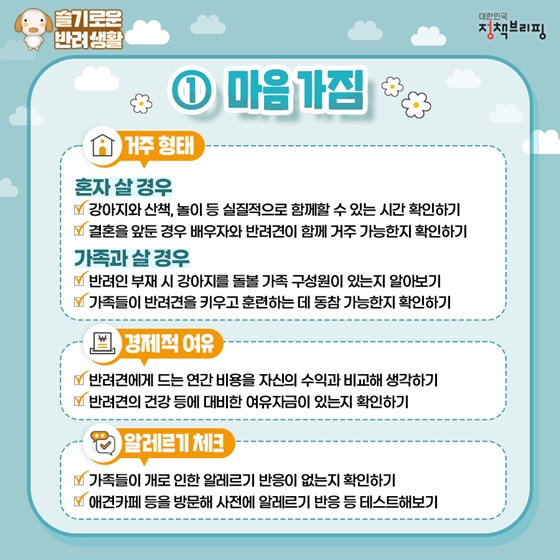 슬기로운
반려 생활
대한민국
정책브리핑
① 마음 가짐
거주 형태
혼자 살 경우
강아지와 산책, 놀이 등 실질적으로 함께할 수 있는 시간 확인하기
결혼을 앞둔 경우 배우자와 반려견이 함께 거주 가능한지 확인하기
가족과 살 경우
반려인 부재 시 강아지를 돌볼 가족 구성원이 있는지 알아보기
가족들이 반려견을 키우고 훈련하는 데 동참 가능한지 확인하기
₩
경제적 여유
반려견에게 드는 연간 비용을 자신의 수익과 비교해 생각하기
반려견의 건강 등에 대비한 여유자금이 있는지 확인하기
알레르기 체크
가족들이 개로 인한 알레르기 반응이 없는지 확인하기
애견카페 등을 방문해 사전에 알레르기 반응 등 테스트해보기